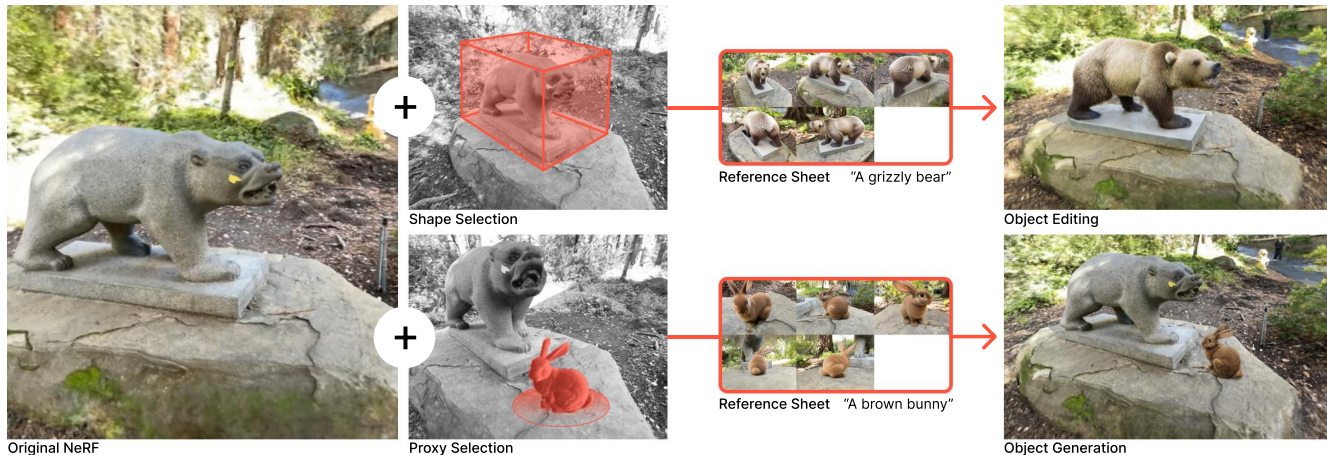 Original NeRF
Shape Selection
Reference Sheet “A grizzly bear”
Object Editing
Proxy Selection
Reference Sheet “A brown bunny”
Object Generation